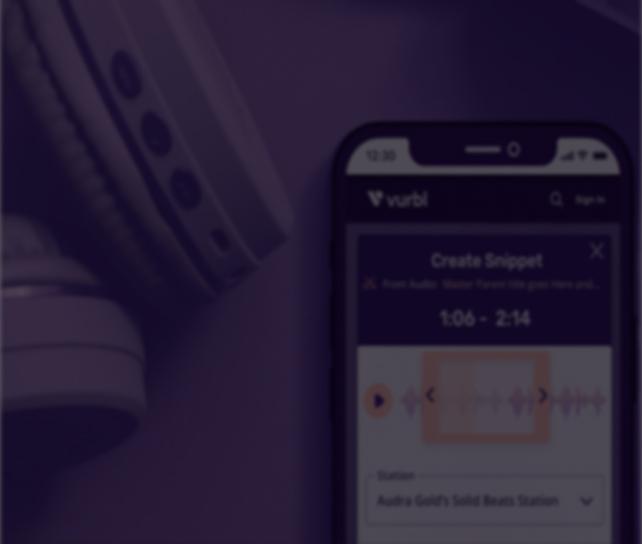 12:30
vurbl
Sign In
Create Snippet
From Audio: Master Parent title goes Here and...
1:06 - 2:14
Station
Audra Gold's Solid Beats Station